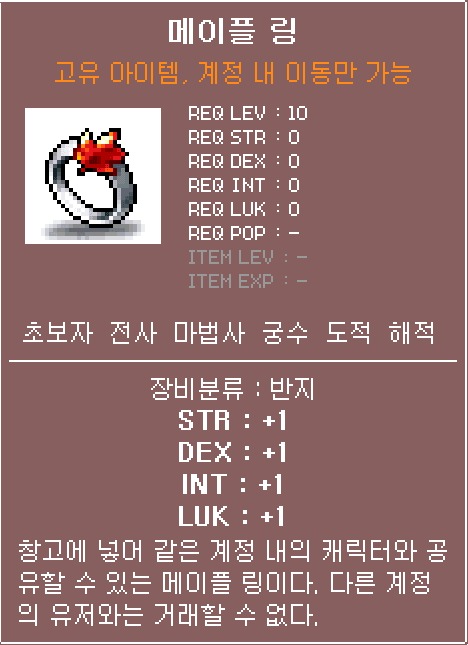 메이플 링
고유 아이템, 계정 내 이동만 가능
REQ LEV : 10
REQ STR : 0
REQ DEX : 0
REQ INT : 0
REQ LUK : 0
REQ POP : -
ITEM LEV : -
ITEM EXP : -
초보자 전사 마법사 궁수 도적 해적
장비분류 : 반지
STR : +1
DEX : +1
INT : +1
LUK : +1
창고에 넣어 같은 계정 내의 캐릭터와 공
유할 수 있는 메이플 링이다. 다른 계정
의 유저와는 거래할 수 없다.